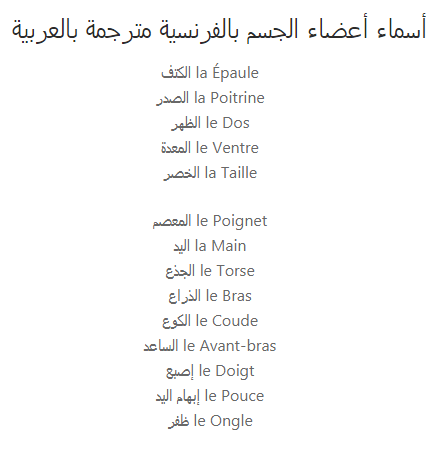 أسماء أعضاء الجسم بالفرنسية مترجمة بالعربية
la Épaule الكتف
la Poitrine الصدر
le Dos الظهر
le Ventre المعدة
la Taille الخصر
le Poignet المعصم
la Main اليد
le Torse الجذع
le Bras الذراع
le Coude الكوع
le Avant-bras الساعد
le Doigt إصبع
le Pouce إبهام اليد
le Ongle ظفر